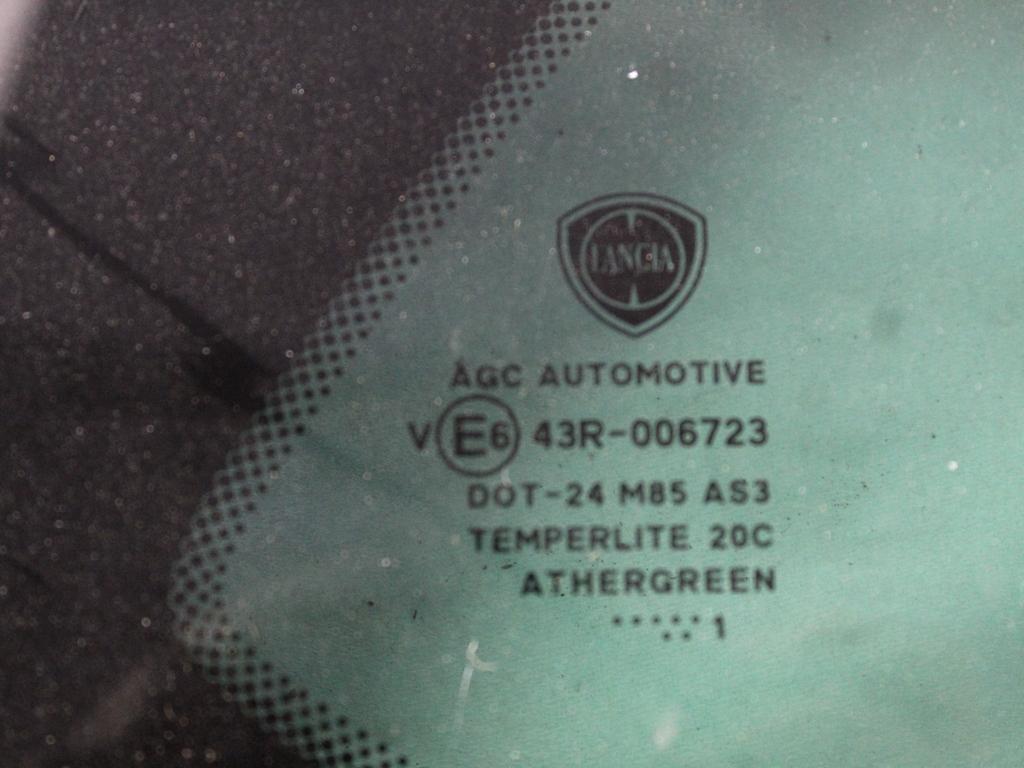 LANCIA
AGC AUTOMOTIVE
V E6 43R-006723
DOT-24 M85 AS3
TEMPERLITE 20C
ATHERGREEN
1